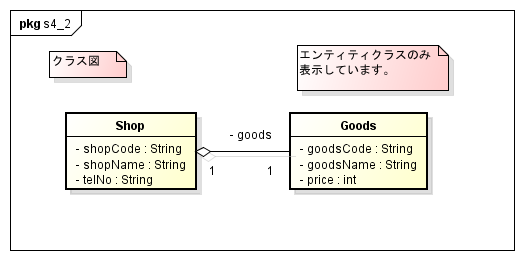 pkg s4_2
クラス図
エンティティクラスのみ
表示しています。
Shop
- shopCode : String
- shopName : String
- telNo : String
- goods
1
1
Goods
- goodsCode : String
- goodsName : String
- price : int